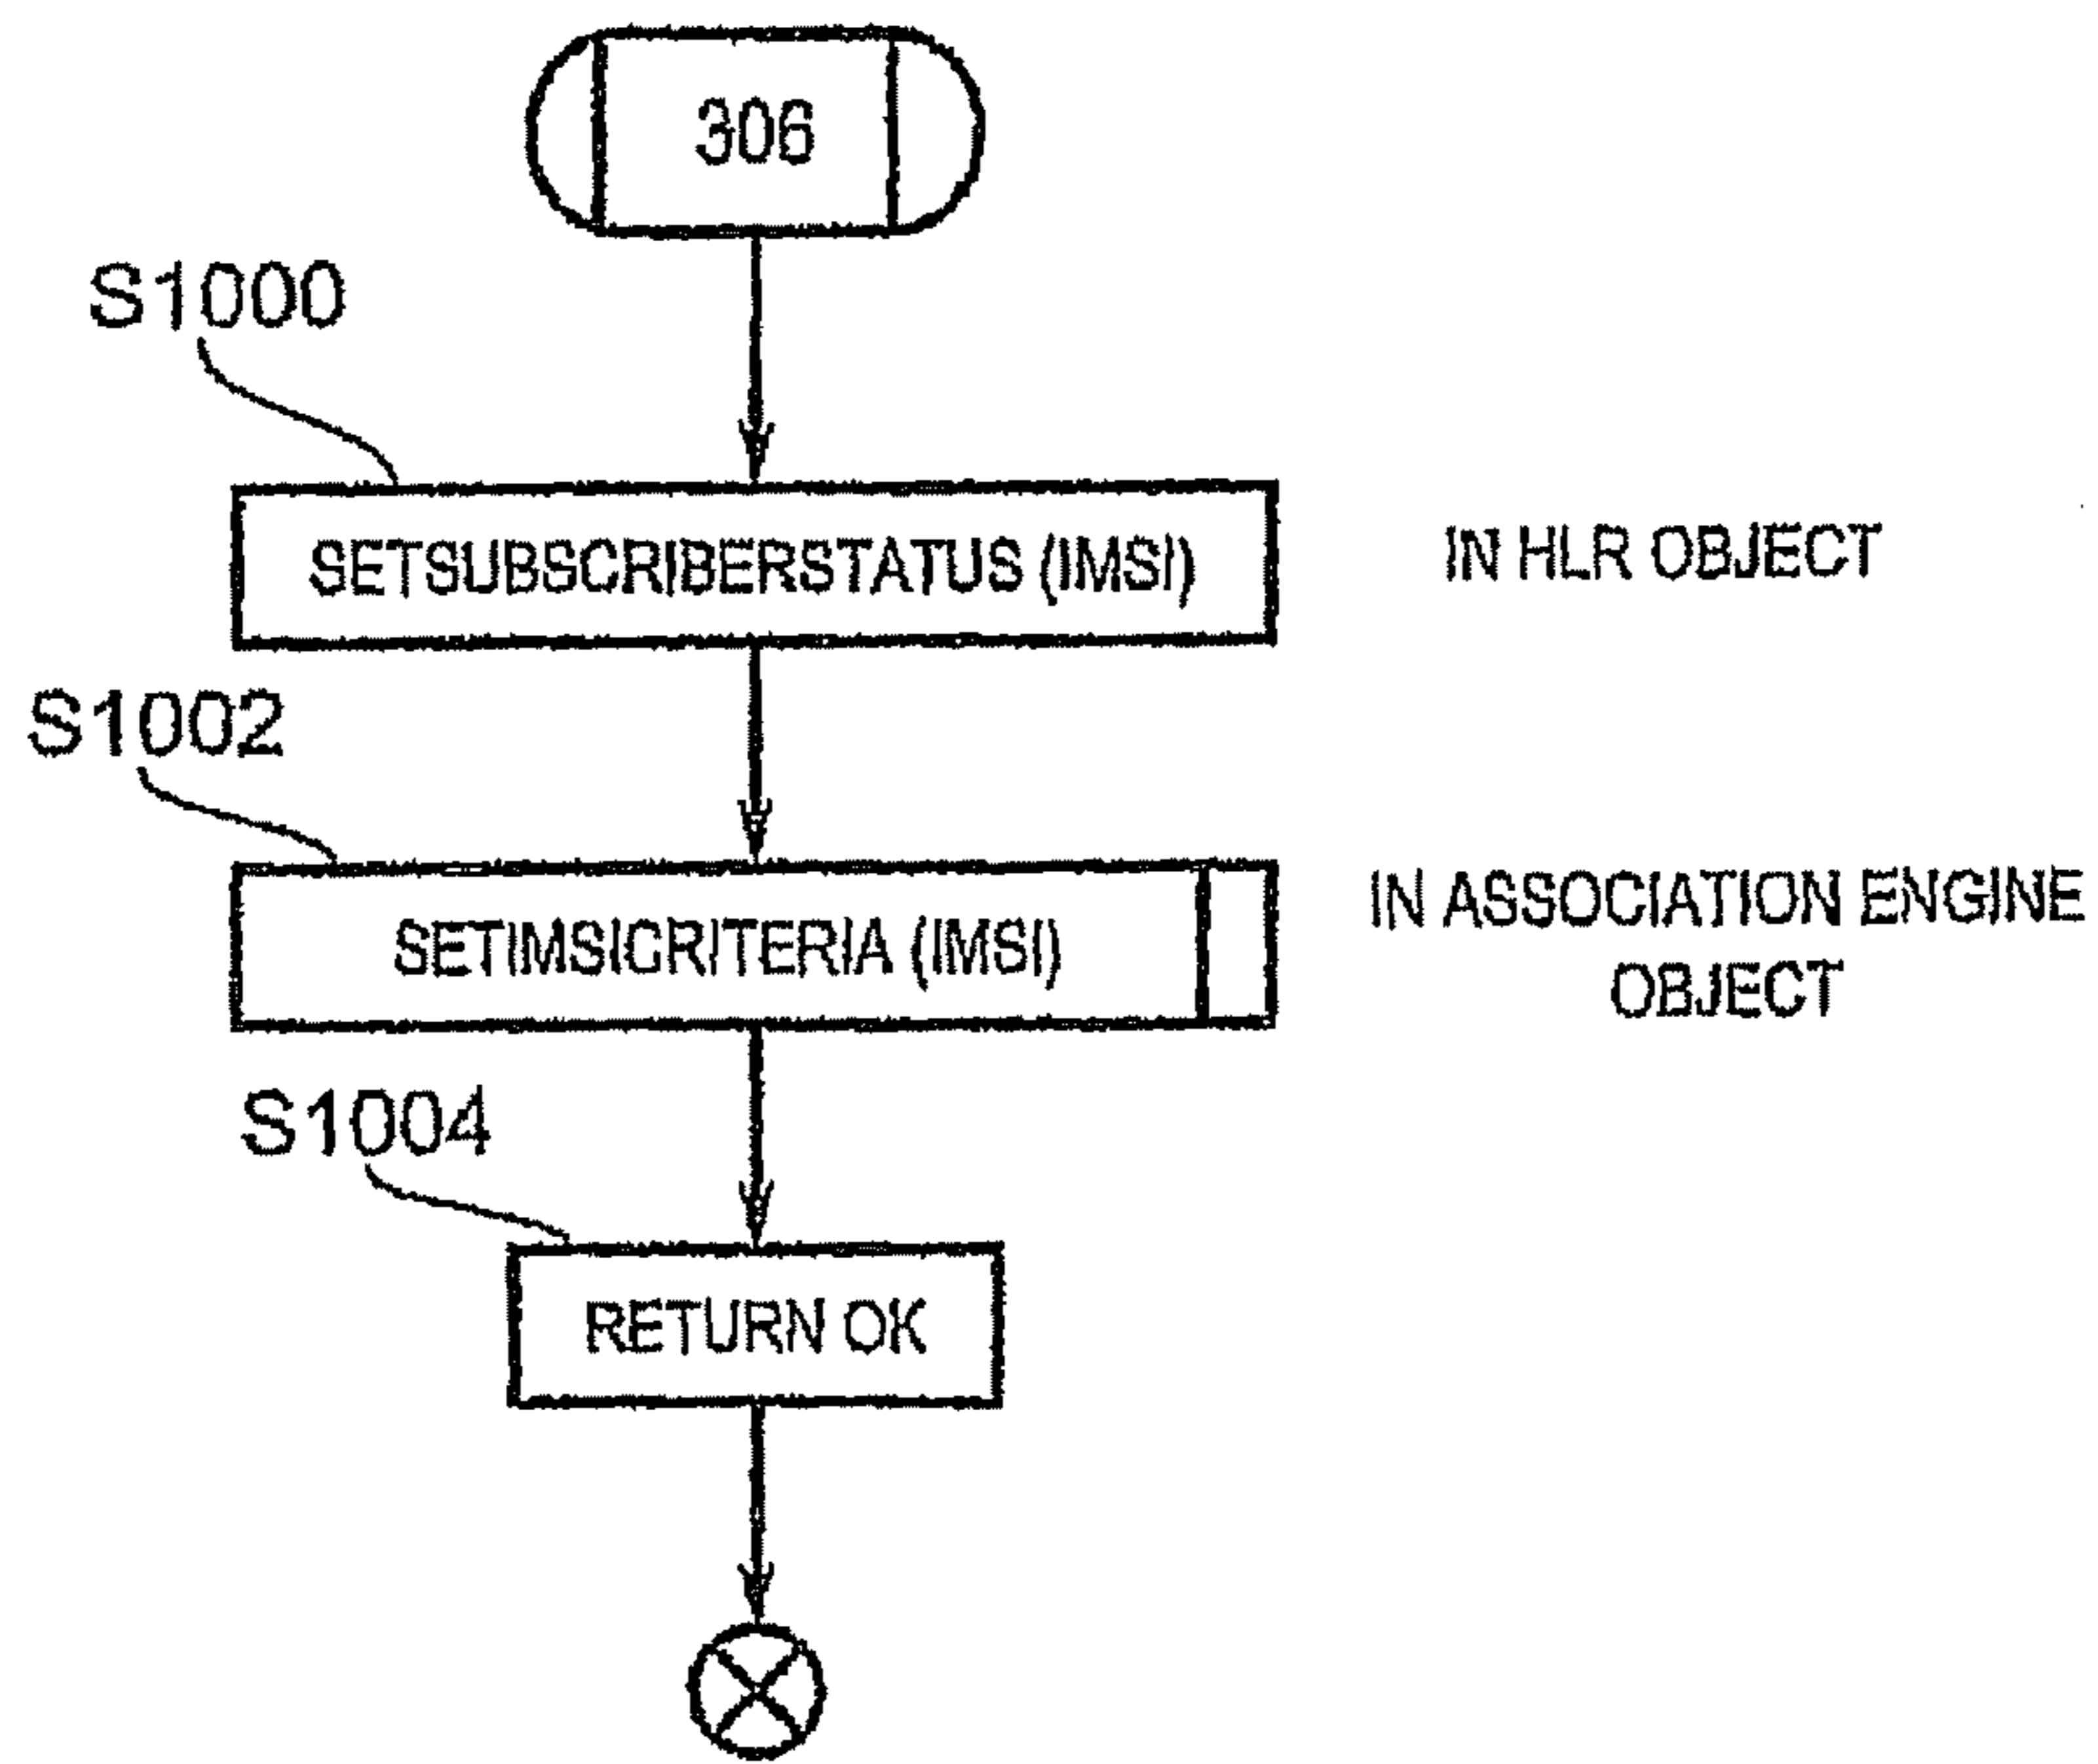 306
S1000
SETSUBSCRIBERSTATUS (IMSI)
IN HLR OBJECT
S1002
SETIMSICRITERIA (IMSI)
IN ASSOCIATION ENGINE
OBJECT
S1004
RETURN OK